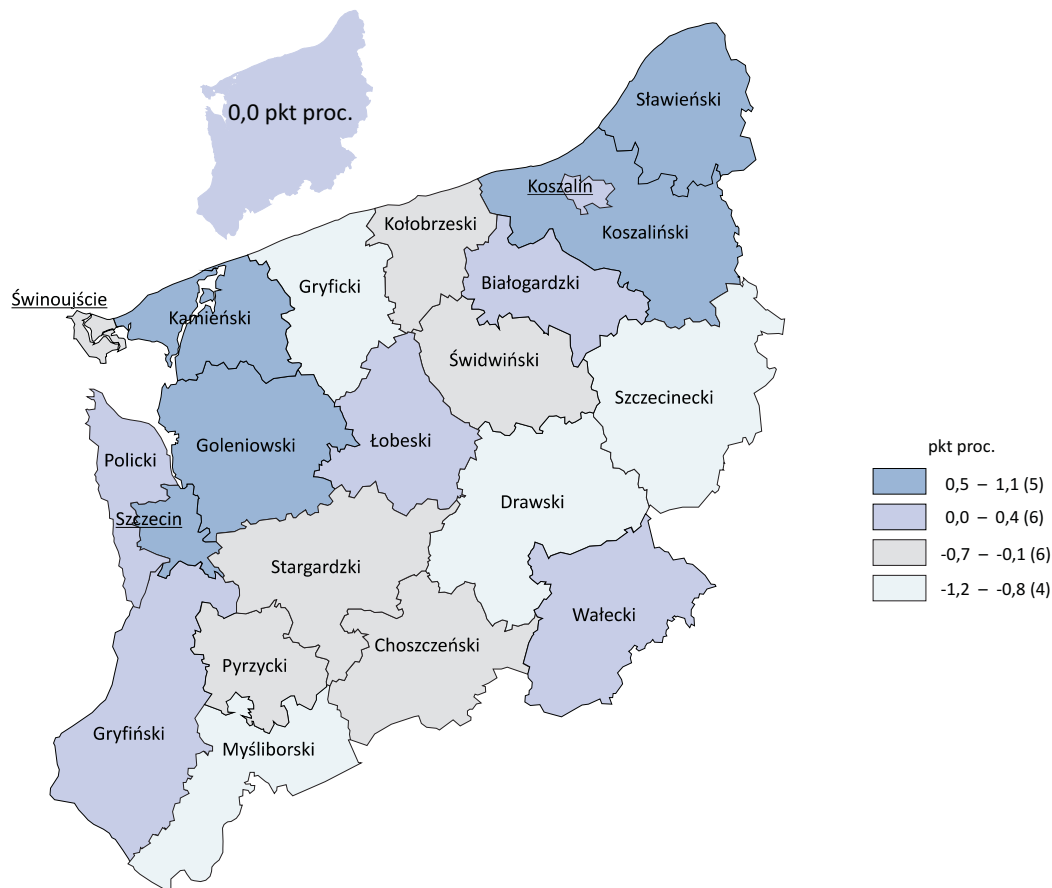 0,0 pkt proc.
Sławieński
Koszalin
Kołobrzeski
Koszaliński
Gryficki
Białogardzki
Świnoujście
Kamieński
Świdwiński
Szczecinecki
Goleniowski
Łobeski
Policki
pkt proc.
0,5 – 1,1 (5)
Drawski
0,0 – 0,4 (6)
Szczecin
-0,7 – -0,1 (6)
Stargardzki
-1,2 – -0,8 (4)
Wałecki
Choszczeński
Pyrzycki
Gryfiński
Myśliborski